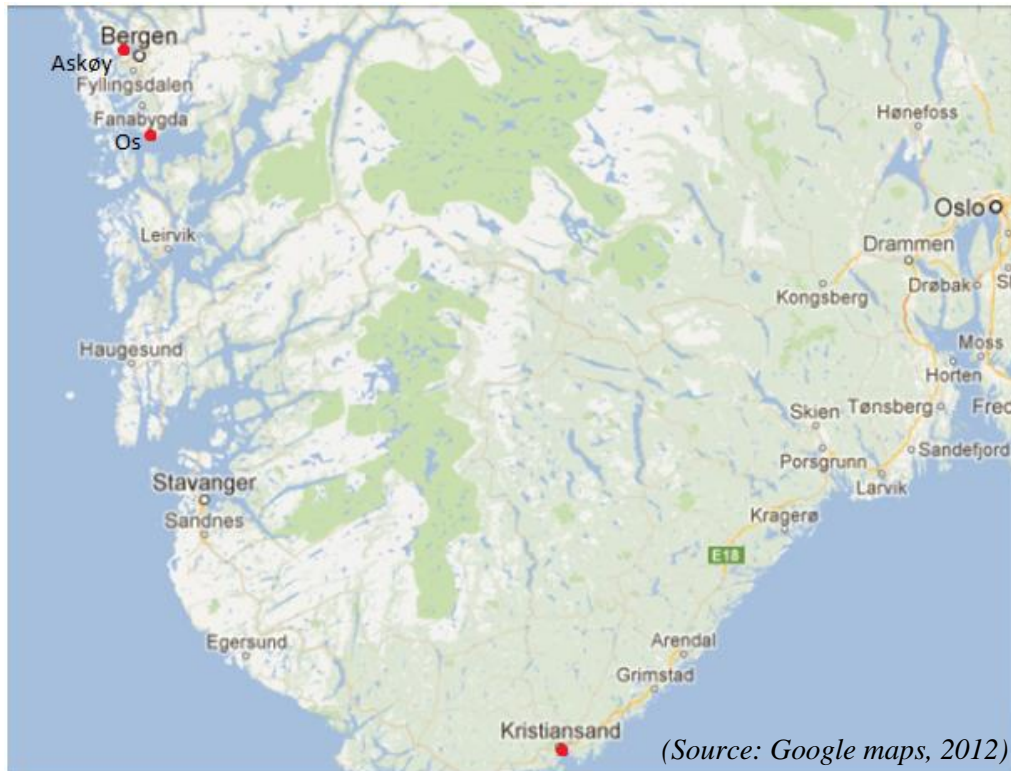 Bergen
Askøy
Fyllingsdalen
Fanabygda
Os
Hønefoss
Oslo
Leirvik
Drammen
Kongsberg
Drøbak
Haugesund
Moss
Horten
Skien
Tønsberg
Fred
Porsgrunn
Sandefjord
Stavanger
Larvik
Sandnes
Kragerø
E18
Egersund
Arendal
Grimstad
Kristiansand
(Source: Google maps, 2012)